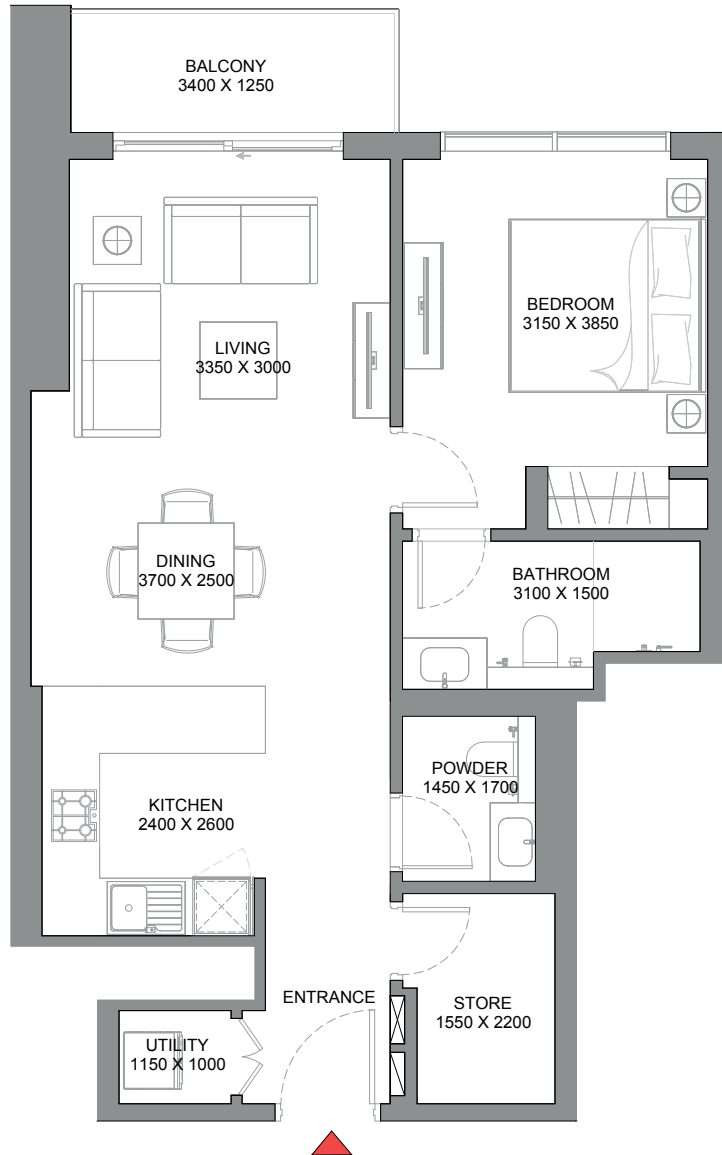 BALCONY
3400 X 1250
BEDROOM
3150 X 3850
LIVING
3350 X 3000
DINING
3700 X 2500
BATHROOM
3100 X 1500
POWDER
1450 X 1700
KITCHEN
2400 X 2600
ENTRANCE
STORE
1550 X 2200
UTILITY
1150 X 1000